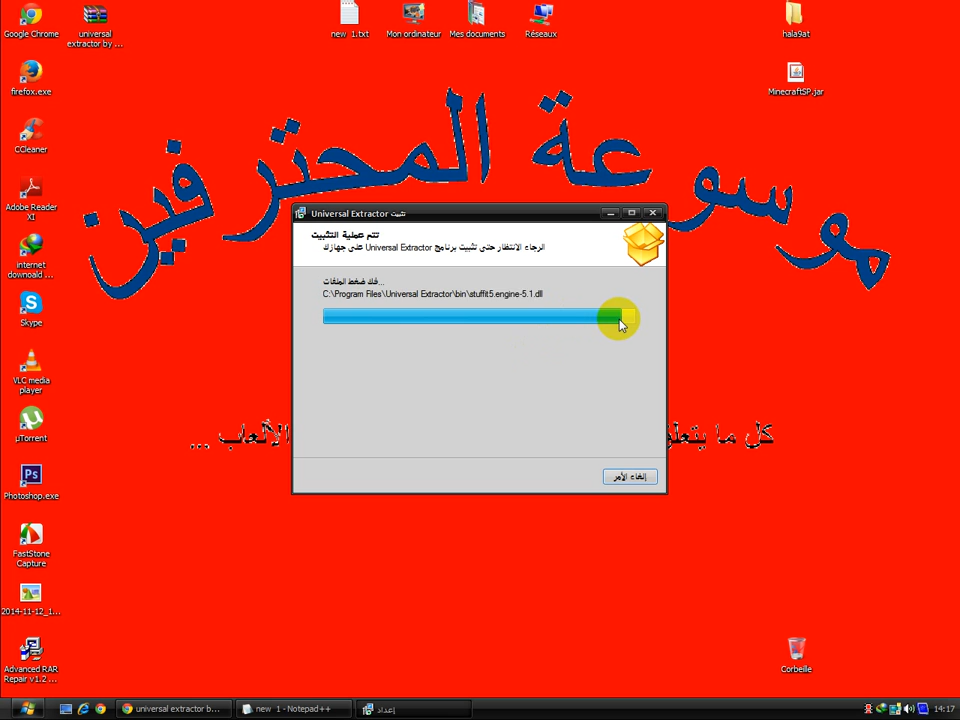 Google Chrome
universal
extractor by ...
new 1.txt
Mon ordinateur
Mes documents
Réseaux
hala9at
firefox.exe
MinecraftSP.jar
CCleaner
موسوعة المحترفين
Adobe Reader
XI
تثبيت Universal Extractor
تتم عملية التثبيت
الرجاء الانتظار حتى تثبيت برنامج Universal Extractor على جهازك
internet
downoald ...
فك ضغط الملفات...
C:\Program Files\Universal Extractor\bin\stuffit5.engine-5.1.dll
Skype
VLC media
player
µTorrent
كل ما يتعلق
الألعاب ...
إلغاء الأمر
Ps
Photoshop.exe
FastStone
Capture
2014-11-12_1...
Advanced RAR
Repair v1.2 ...
Corbeille
universal extractor b...
new 1 - Notepad++
إعداد
14:17